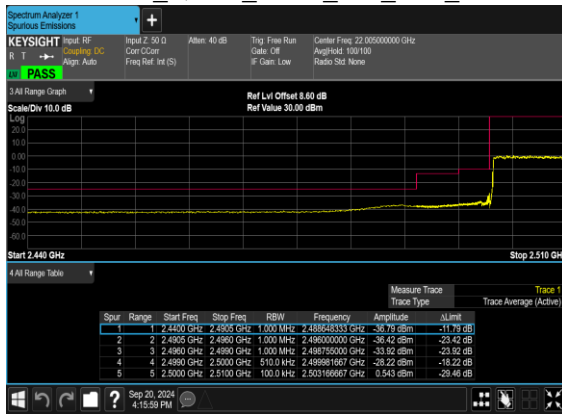 Spectrum Analyzer 1
Spurious Emissions
KEYSIGHT Input: RF Input Z: 50 Ω Atten: 40 dB Trig: Free Run Center Freq: 22.005000000 GHz
R T Coupling: DC Corr CCorr Gate: Off Avg|Hold: 100/100
Align: Auto Freq Ref: Int (S) IF Gain: Low Radio Std: None
PASS
3 All Range Graph
Ref Lvl Offset 8.60 dB
Scale/Div 10.0 dB Ref Value 30.00 dBm
Log
20.0
10.0
0.00
-10.0
-20.0
-30.0
-40.0
-50.0
-60.0
Start 2.440 GHz Stop 2.510 GH
4 All Range Table
Measure Trace Trace 1
Trace Type Trace Average (Active)
Spur Range Start Freq Stop Freq RBW Frequency Amplitude ΔLimit
1 1 2.4400 GHz 2.4905 GHz 1.000 MHz 2.488648333 GHz -36.79 dBm -11.79 dB
2 2 2.4905 GHz 2.4960 GHz 1.000 MHz 2.496000000 GHz -36.42 dBm -23.42 dB
3 3 2.4960 GHz 2.4990 GHz 1.000 MHz 2.498755000 GHz -33.92 dBm -23.92 dB
4 4 2.4990 GHz 2.5000 GHz 510.0 kHz 2.499981667 GHz -28.22 dBm -18.22 dB
5 5 2.5000 GHz 2.5100 GHz 100.0 kHz 2.503166667 GHz 0.543 dBm -29.46 dB
Sep 20, 2024
4:15:59 PM